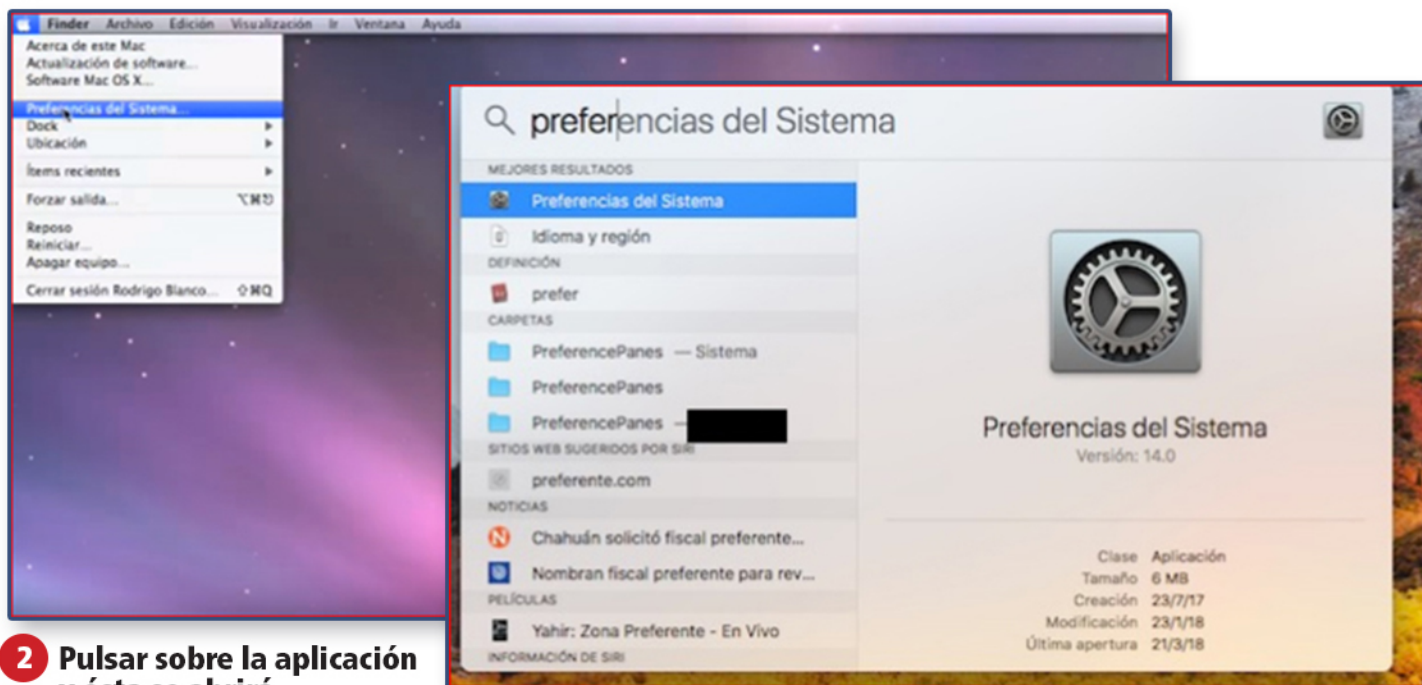 Finder Archivo Edición Visualización Ir Ventana Ayuda
Acerca de este Mac
Actualización de software...
Software Mac OS X...
Preferencias del Sistema...
Dock
Ubicación
Ítems recientes
Forzar salida...
Reposo
Reiniciar...
Apagar equipo...
Cerrar sesión Rodrigo Blanco... ⇧⌘Q
preferencias del Sistema
MEJORES RESULTADOS
Preferencias del Sistema
Idioma y región
DEFINICIÓN
prefer
CARPETAS
PreferencePanes — Sistema
PreferencePanes
PreferencePanes —
SITIOS WEB SUGERIDOS POR SIRI
preferente.com
NOTICIAS
Chahuán solicitó fiscal preferente...
Nombran fiscal preferente para rev...
PELÍCULAS
Yahir: Zona Preferente - En Vivo
INFORMACIÓN DE SIRI
Preferencias del Sistema
Versión: 14.0
Clase Aplicación
Tamaño 6 MB
Creación 23/7/17
Modificación 23/1/18
Última apertura 21/3/18
2 Pulsar sobre la aplicación